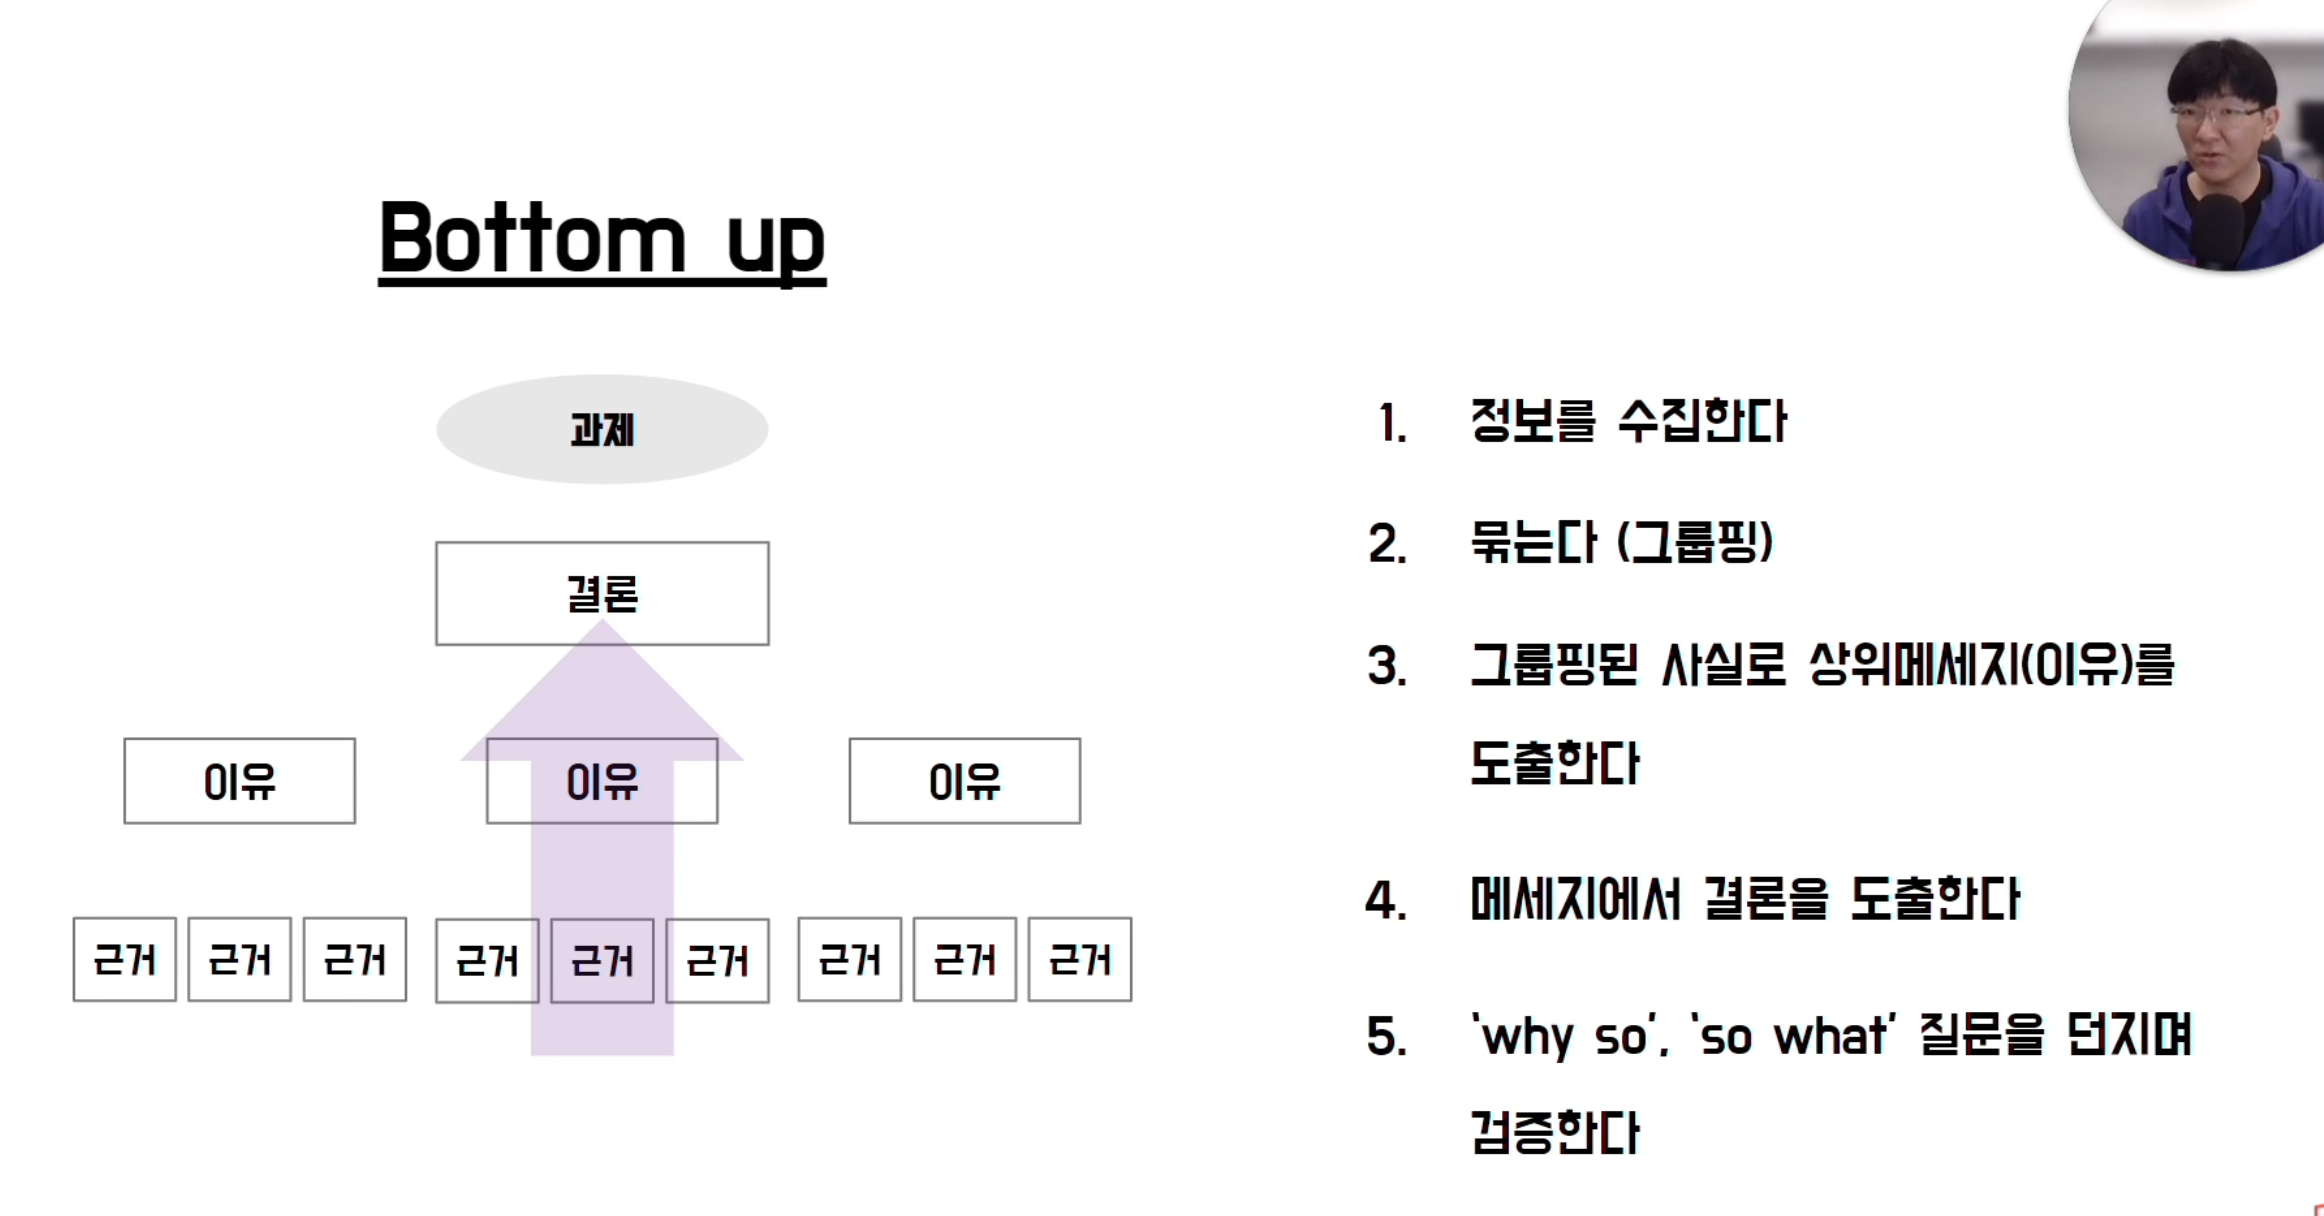 Bottom up
과제
결론
이유
이유
이유
근거 근거 근거 근거 근거 근거 근거 근거 근거
1. 정보를 수집한다
2. 묶는다 (그룹핑)
3. 그룹핑된 사실로 상위메세지(이유)를
도출한다
4. 메세지에서 결론을 도출한다
5. ‘why so’, ‘so what’ 질문을 던지며
검증한다